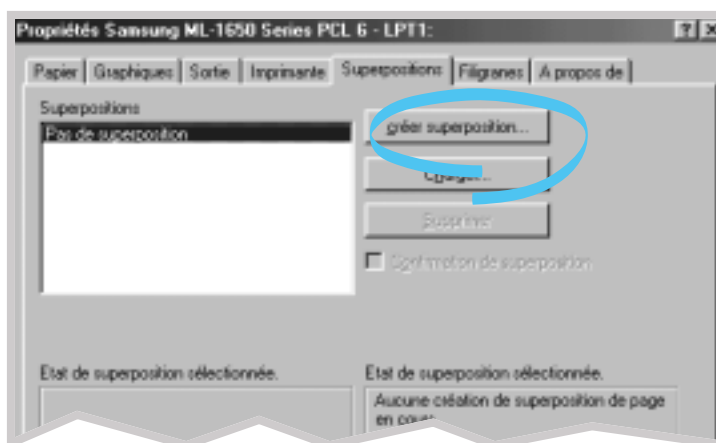 Propriétés Samsung ML-1650 Series PCL 6 - LPT1:
Papier Graphiques Sortie Imprimante Superpositions Filigranes A propos de
Superpositions
Pas de superposition
créer superposition...
Supprimer
Confirmation de superposition
Etat de superposition sélectionnée.
Etat de superposition sélectionnée.
Aucune création de superposition de page
en cours